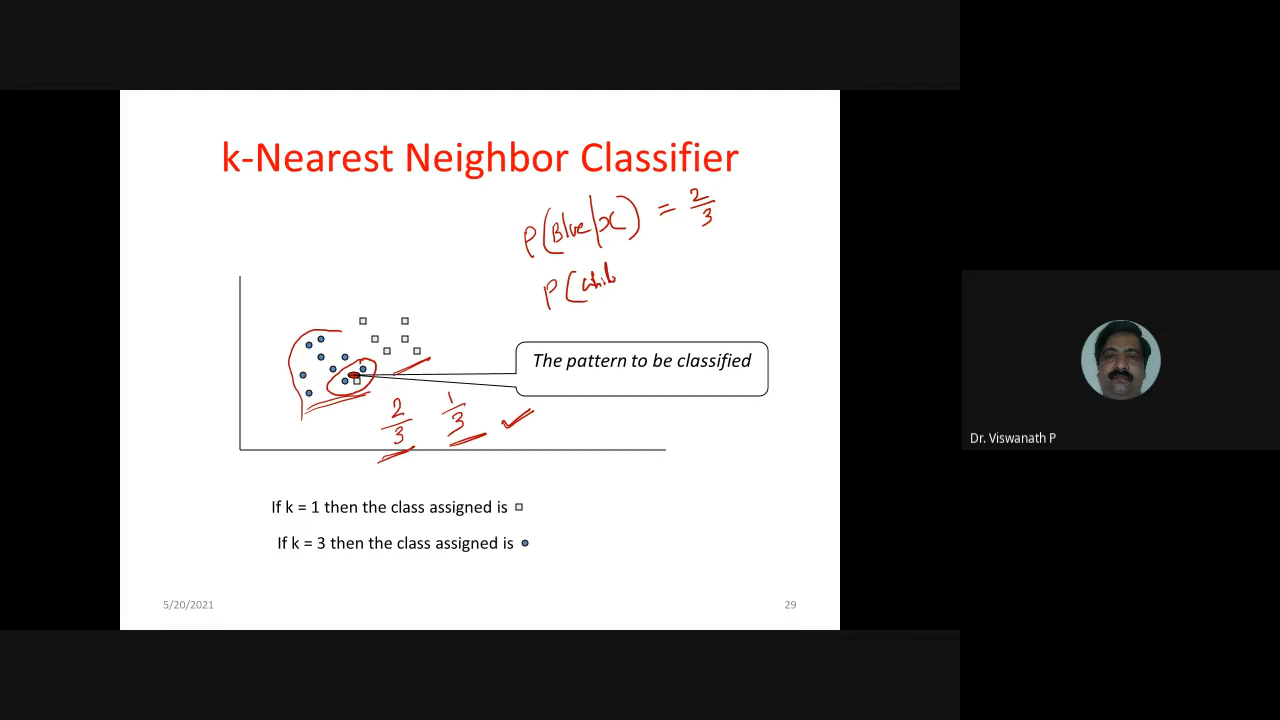 k-Nearest Neighbor Classifier
P(Blue/x) = 2/3
P(whi
The pattern to be classified
2/3 1/3
If k = 1 then the class assigned is
If k = 3 then the class assigned is
5/20/2021
29
Dr. Viswanath P